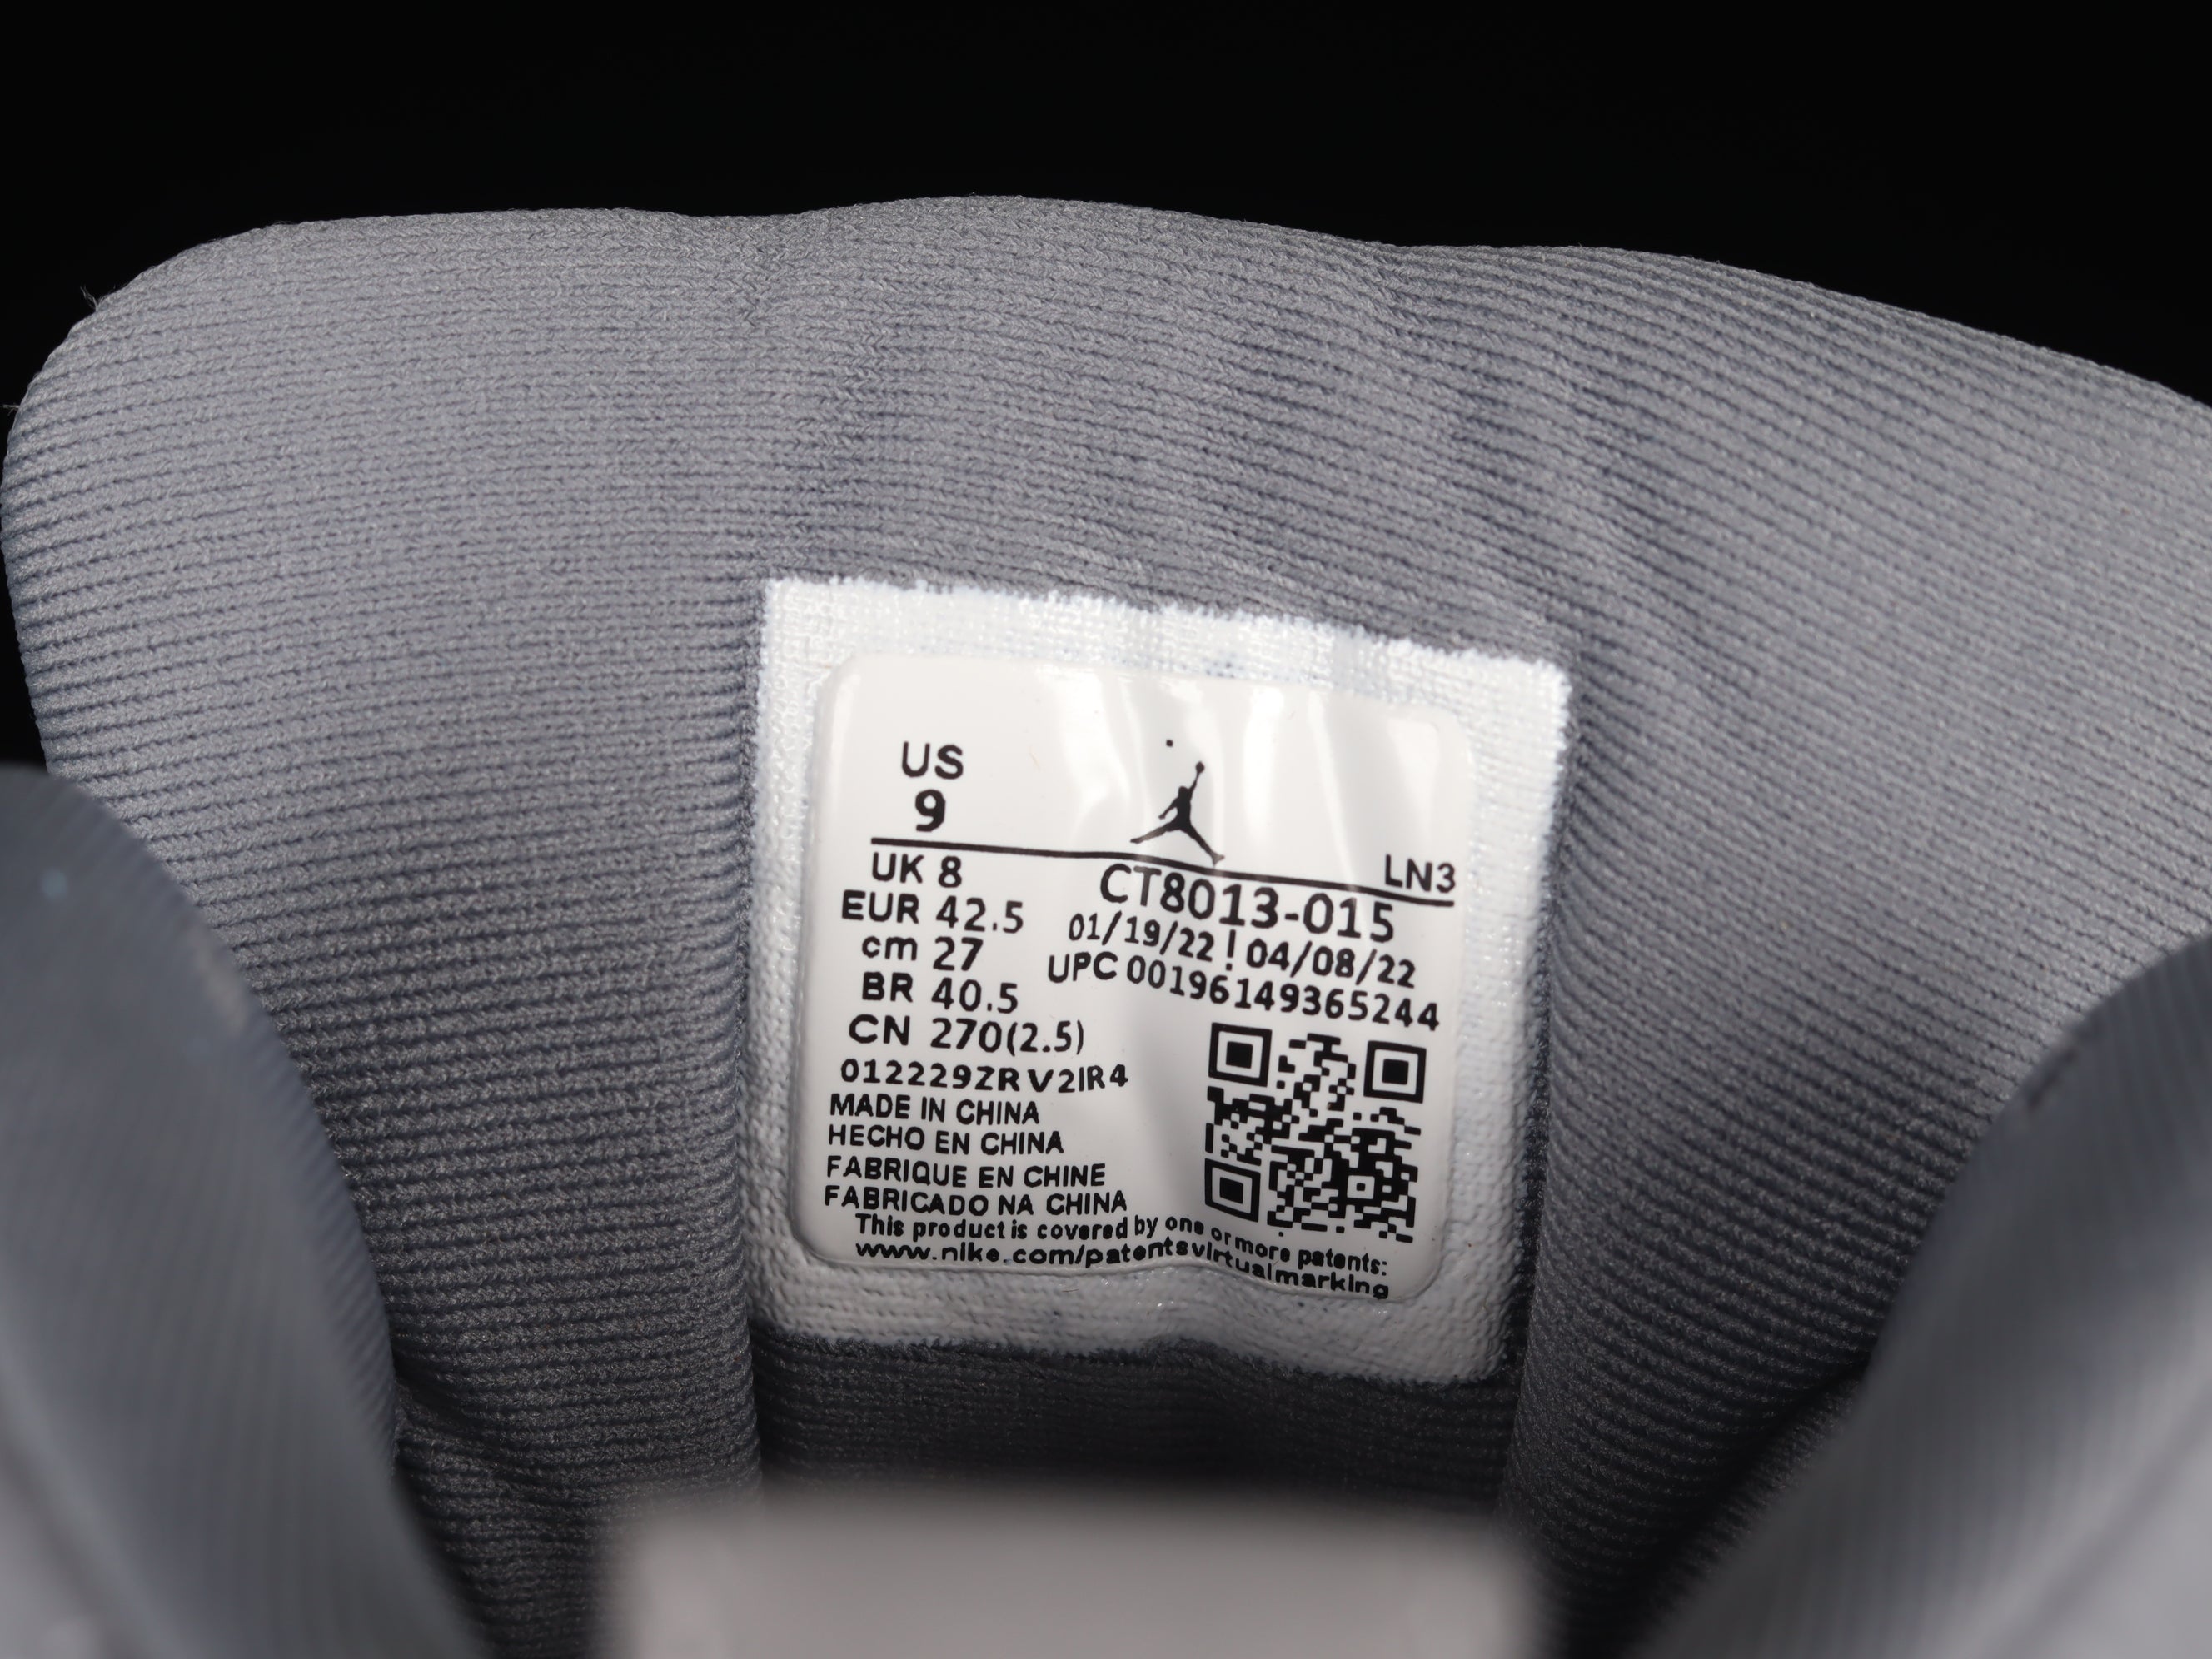 US
9
LN3
UK 8
EUR 42.5
cm 27
BR 40.5
CN 270(2.5)
CT8013-015
01/19/22 ! 04/08/22
UPC 00196149365244
012229ZRV2IR4
MADE IN CHINA
HECHO EN CHINA
FABRIQUE EN CHINE
FABRICADO NA CHINA
This product is covered by one or more patents:
www.nike.com/patentsvirtualmarking